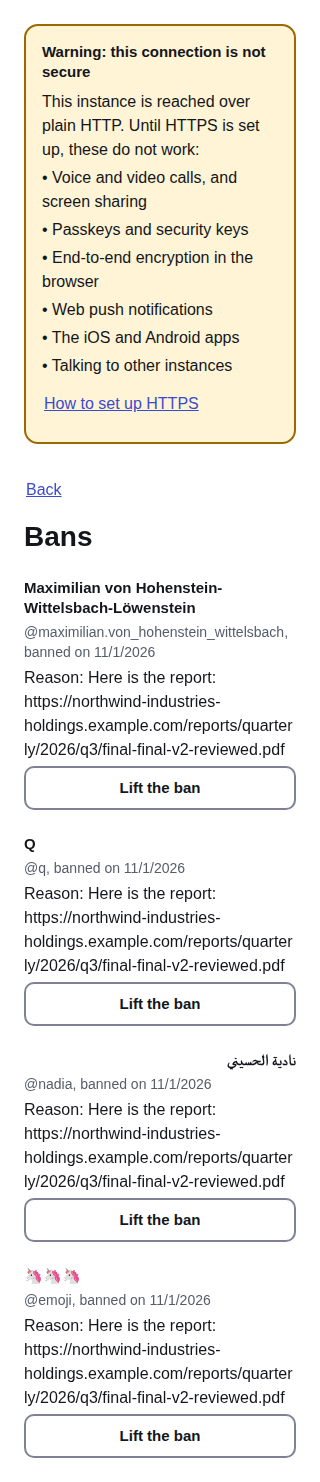 Warning: this connection is not
secure
This instance is reached over
plain HTTP. Until HTTPS is set
up, these do not work:
• Voice and video calls, and
screen sharing
• Passkeys and security keys
• End-to-end encryption in the
browser
• Web push notifications
• The iOS and Android apps
• Talking to other instances
How to set up HTTPS
Back
Bans
Maximilian von Hohenstein-
Wittelsbach-Löwenstein
@maximilian.von_hohenstein_wittelsbach,
banned on 11/1/2026
Reason: Here is the report:
https://northwind-industries-
holdings.example.com/reports/quarter
ly/2026/q3/final-final-v2-reviewed.pdf
Lift the ban
Q
@q, banned on 11/1/2026
Reason: Here is the report:
https://northwind-industries-
holdings.example.com/reports/quarter
ly/2026/q3/final-final-v2-reviewed.pdf
Lift the ban
نادية الحسيني
@nadia, banned on 11/1/2026
Reason: Here is the report:
https://northwind-industries-
holdings.example.com/reports/quarter
ly/2026/q3/final-final-v2-reviewed.pdf
Lift the ban
🦄🦄🦄
@emoji, banned on 11/1/2026
Reason: Here is the report:
https://northwind-industries-
holdings.example.com/reports/quarter
ly/2026/q3/final-final-v2-reviewed.pdf
Lift the ban